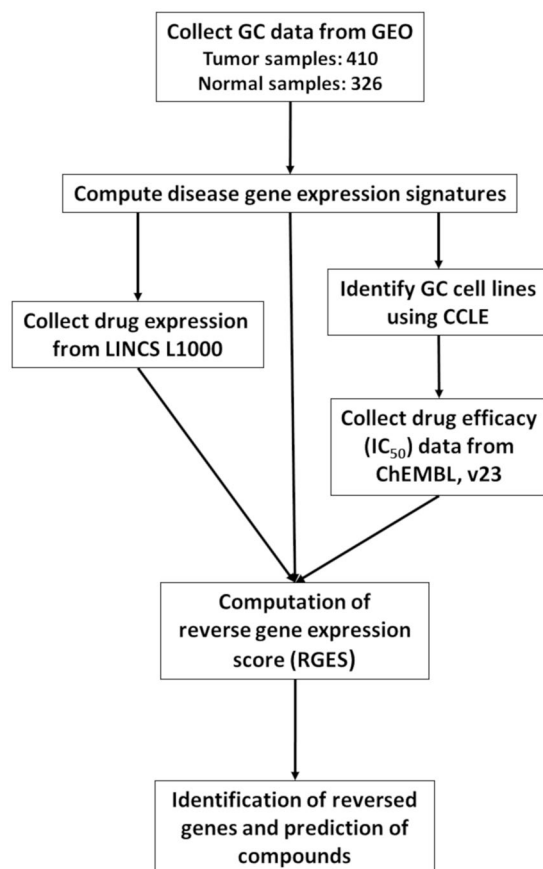 Collect GC data from GEO
Tumor samples: 410
Normal samples: 326
Compute disease gene expression signatures
Collect drug expression
from LINCS L1000
Identify GC cell lines
using CCLE
Collect drug efficacy
(IC₅₀) data from
ChEMBL, v23
Computation of
reverse gene expression
score (RGES)
Identification of reversed
genes and prediction of
compounds